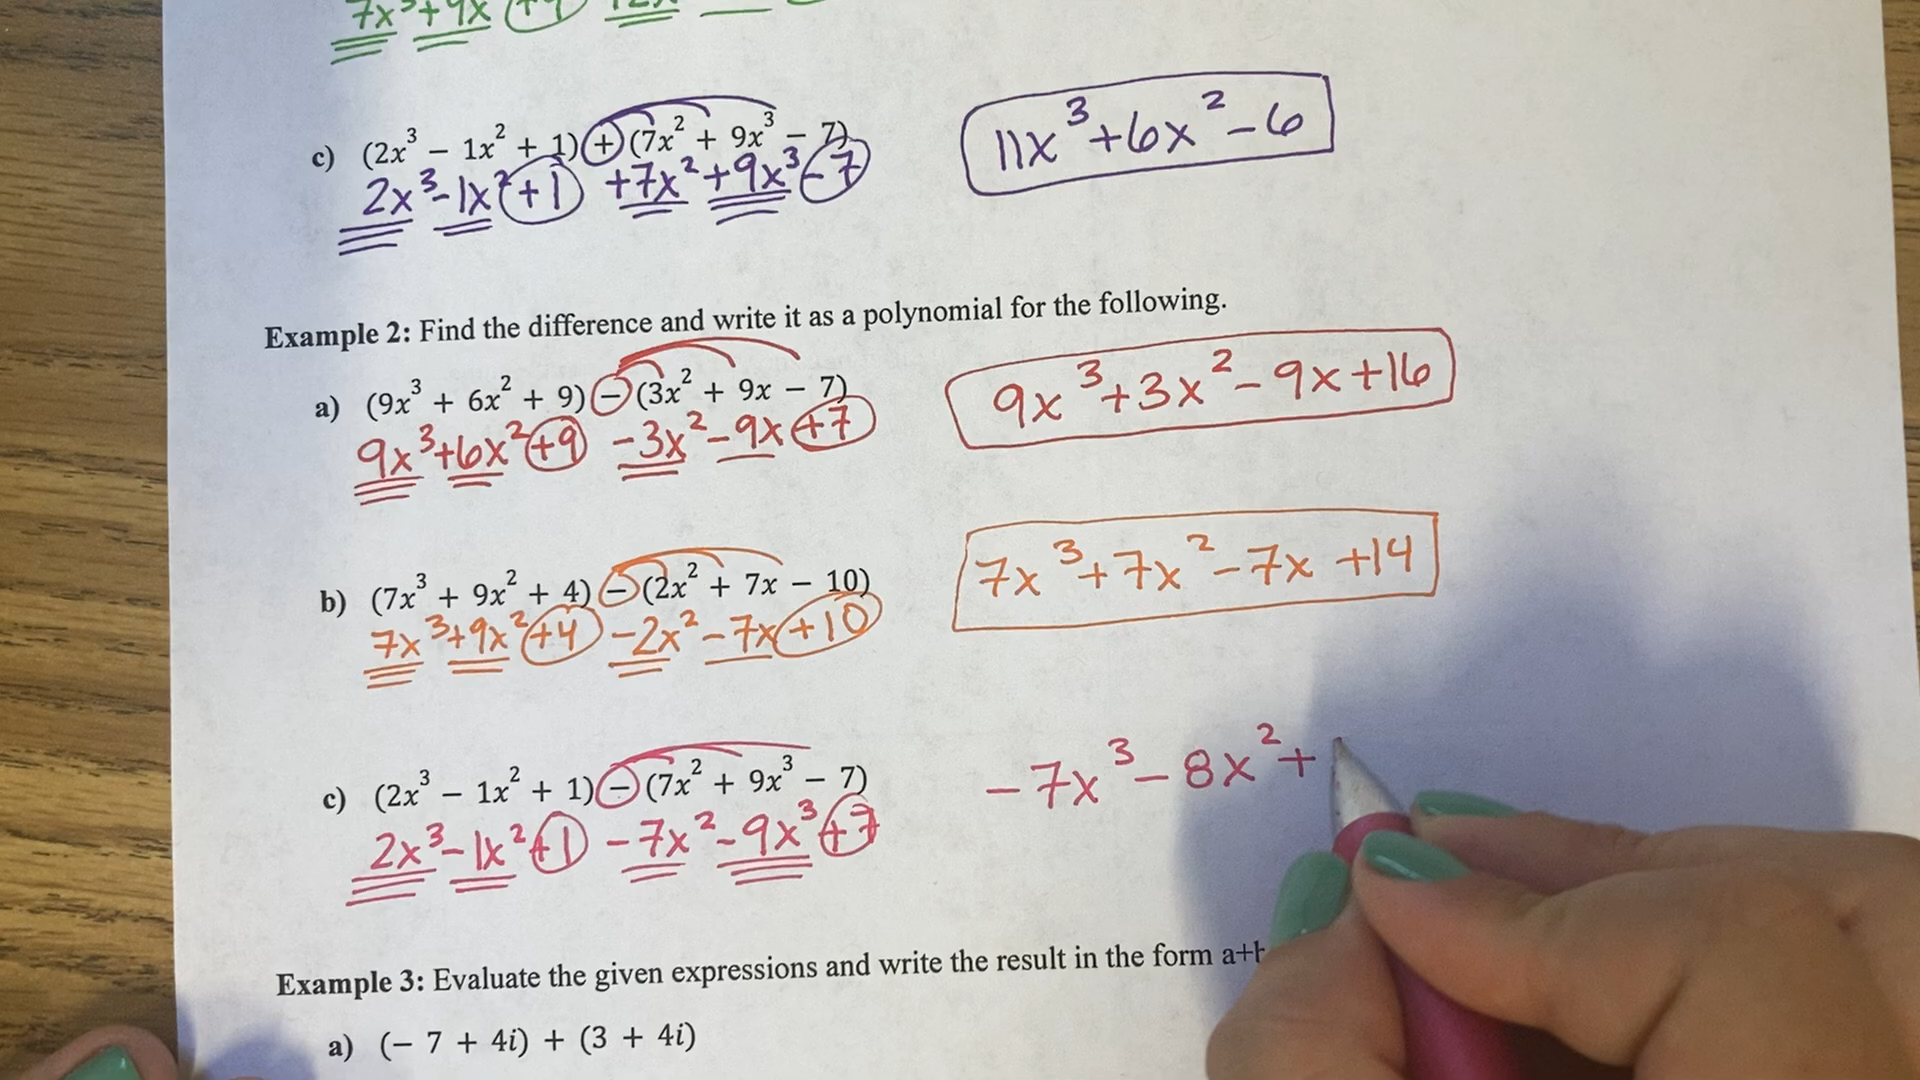 7x³+9x
c) (2x³ − 1x² + 1) + (7x² + 9x³ − 7)
2x³-1x²+1 +7x²+9x³-7
11x³+6x²-6
Example 2: Find the difference and write it as a polynomial for the following.
a) (9x³ + 6x² + 9) − (3x² + 9x − 7)
9x³+6x²+9 -3x²-9x+7
9x³+3x²-9x+16
b) (7x³ + 9x² + 4) − (2x² + 7x − 10)
7x³+9x²+4 -2x²-7x+10
7x³+7x²-7x+14
c) (2x³ − 1x² + 1) − (7x² + 9x³ − 7)
2x³-1x²+1 -7x²-9x³+7
-7x³-8x²+
Example 3: Evaluate the given expressions and write the result in the form a+
a) (− 7 + 4i) + (3 + 4i)